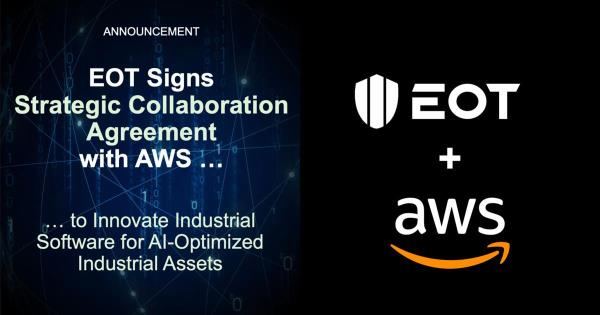 ANNOUNCEMENT
EOT Signs
Strategic Collaboration
Agreement
with AWS …
… to Innovate Industrial
Software for AI-Optimized
Industrial Assets
EOT
+
aws